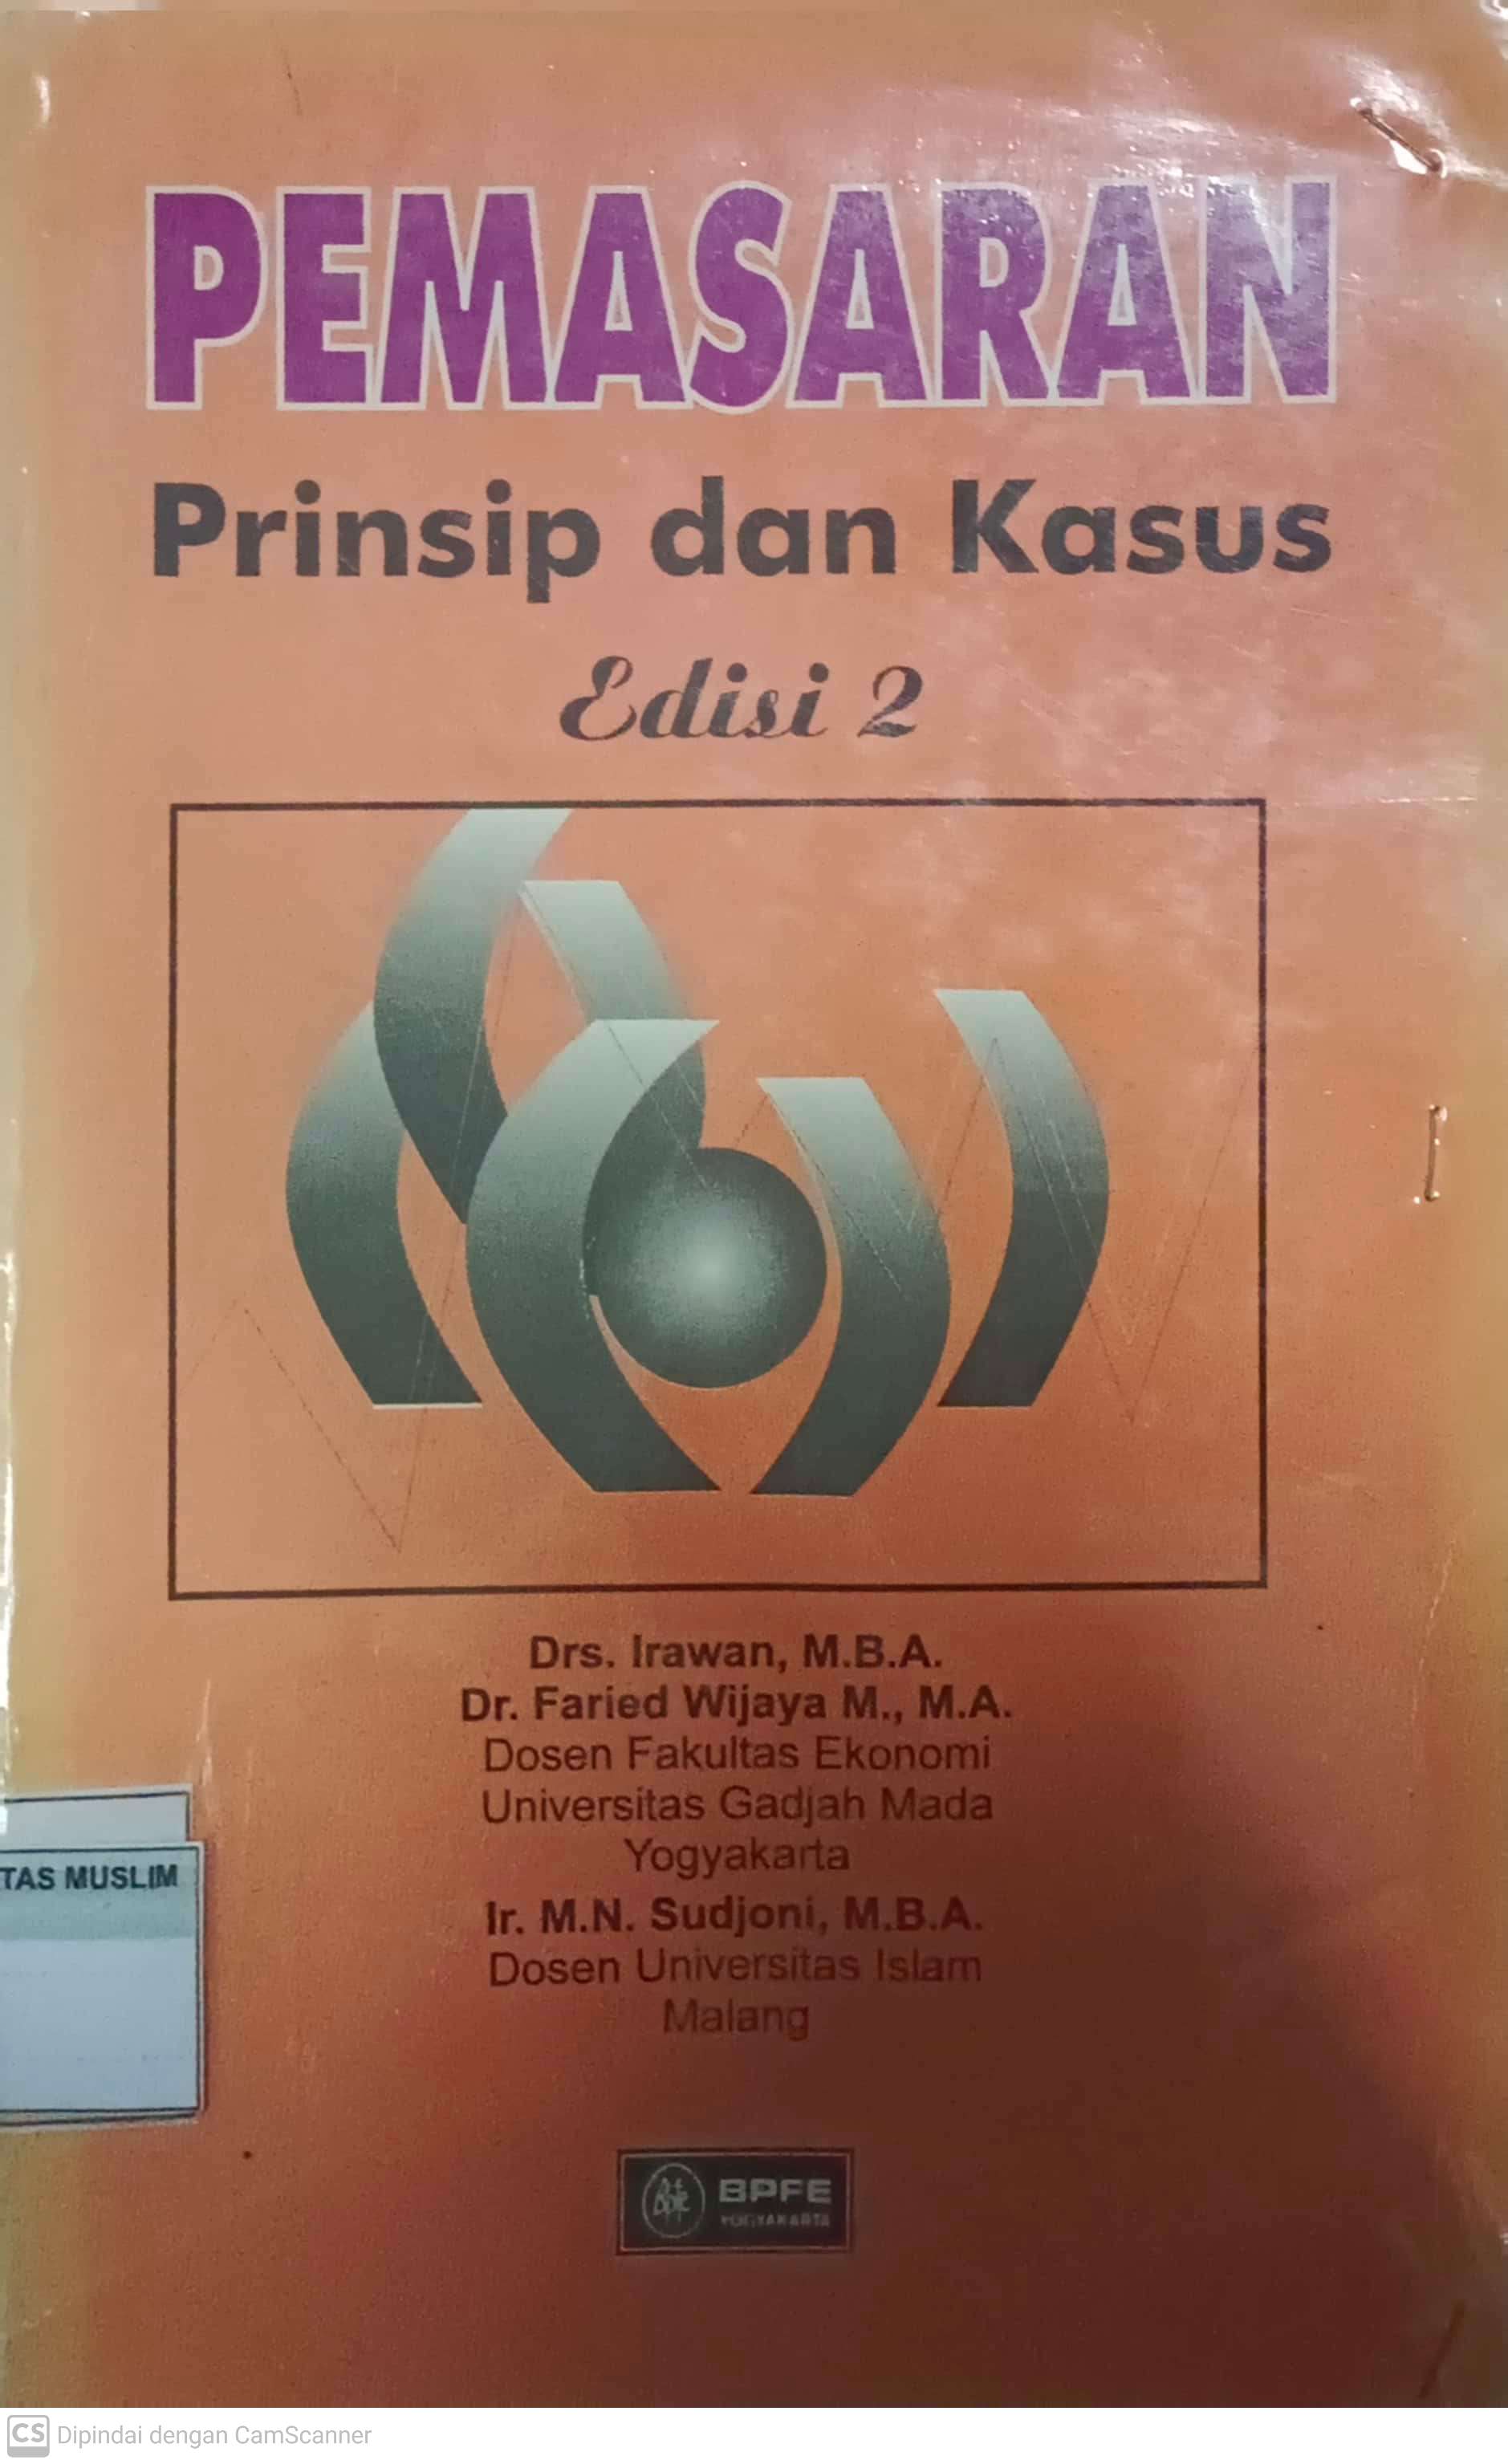 PEMASARAN
Prinsip dan Kasus
Edisi 2
Drs. Irawan, M.B.A.
Dr. Faried Wijaya M., M.A.
Dosen Fakultas Ekonomi
Universitas Gadjah Mada
Yogyakarta
Ir. M.N. Sudjoni, M.B.A.
Dosen Universitas Islam
Malang
TAS MUSLIM
BPFE
YOGYAKARTA
CS Dipindai dengan CamScanner